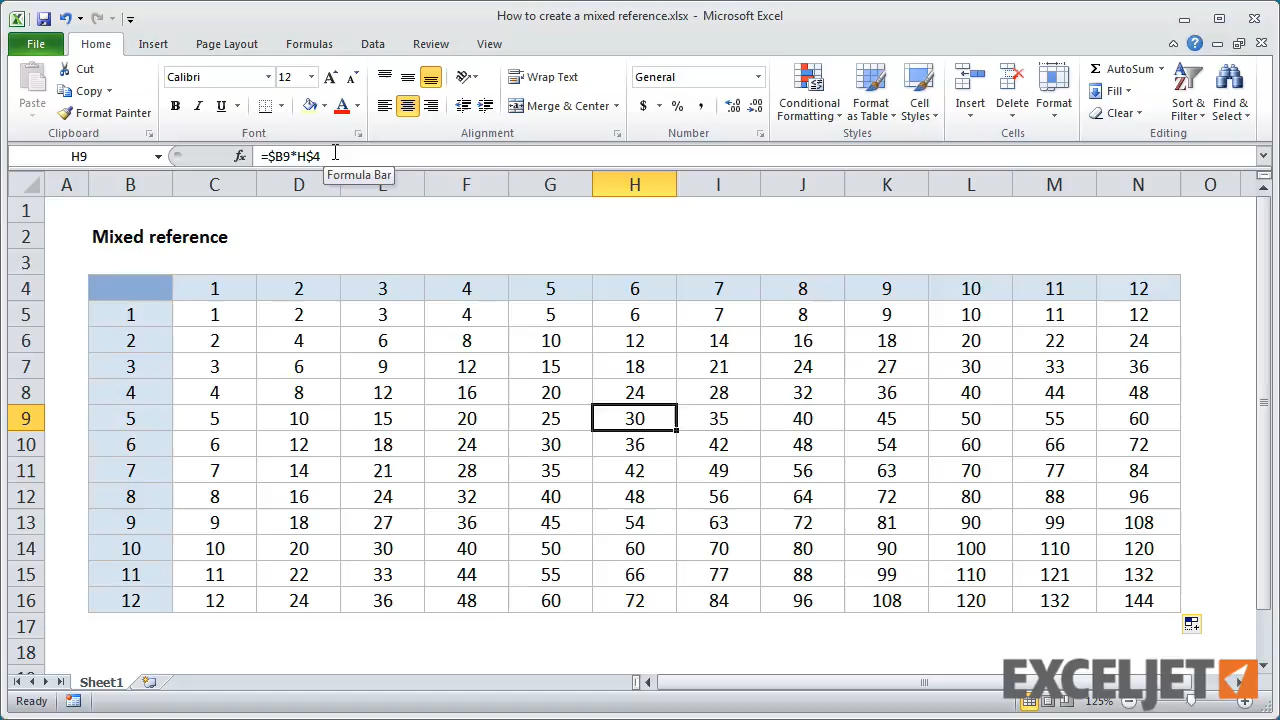 How to create a mixed reference.xlsx - Microsoft Excel
File Home Insert Page Layout Formulas Data Review View
Paste
Cut
Copy
Format Painter
Calibri 12
B I U A
Wrap Text
Merge & Center
General
$ % ,
Conditional Formatting
Format as Table
Cell Styles
Insert
Delete
Format
AutoSum
Fill
Clear
Sort & Filter
Find & Select
Clipboard Font Alignment Number Styles Cells Editing
H9 fx =$B9*H$4
Formula Bar
A B C D E F G H I J K L M N O
1
2 Mixed reference
3
4 1 2 3 4 5 6 7 8 9 10 11 12
5 1 1 2 3 4 5 6 7 8 9 10 11 12
6 2 2 4 6 8 10 12 14 16 18 20 22 24
7 3 3 6 9 12 15 18 21 24 27 30 33 36
8 4 4 8 12 16 20 24 28 32 36 40 44 48
9 5 5 10 15 20 25 30 35 40 45 50 55 60
10 6 6 12 18 24 30 36 42 48 54 60 66 72
11 7 7 14 21 28 35 42 49 56 63 70 77 84
12 8 8 16 24 32 40 48 56 64 72 80 88 96
13 9 9 18 27 36 45 54 63 72 81 90 99 108
14 10 10 20 30 40 50 60 70 80 90 100 110 120
15 11 11 22 33 44 55 66 77 88 99 110 121 132
16 12 12 24 36 48 60 72 84 96 108 120 132 144
17
18
Sheet1
EXCELJET
Ready 125%